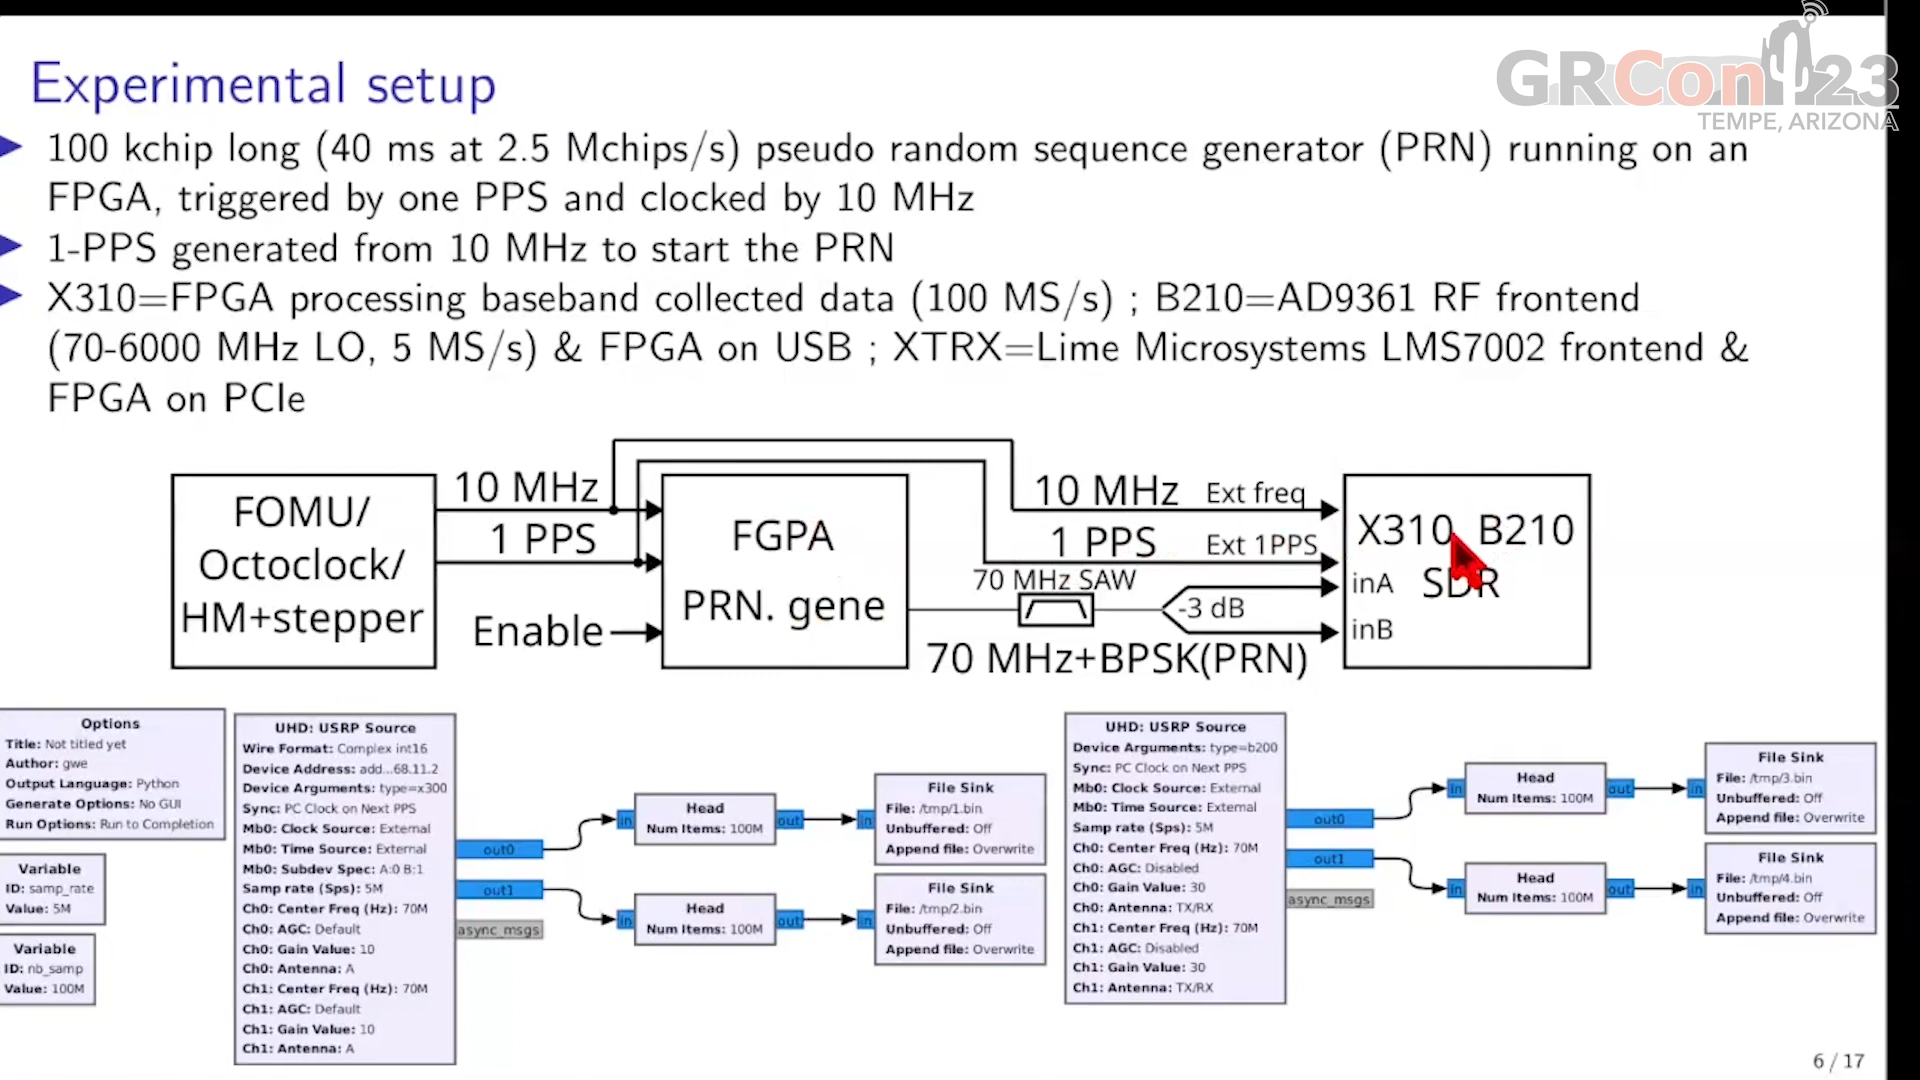 GRCon 23
TEMPE, ARIZONA
Experimental setup
100 kchip long (40 ms at 2.5 Mchips/s) pseudo random sequence generator (PRN) running on an
FPGA, triggered by one PPS and clocked by 10 MHz
1-PPS generated from 10 MHz to start the PRN
X310=FPGA processing baseband collected data (100 MS/s) ; B210=AD9361 RF frontend
(70-6000 MHz LO, 5 MS/s) & FPGA on USB ; XTRX=Lime Microsystems LMS7002 frontend &
FPGA on PCIe
FOMU/
Octoclock/
HM+stepper
10 MHz
1 PPS
Enable
FGPA
PRN. gene
10 MHz Ext freq
1 PPS Ext 1PPS
70 MHz SAW
-3 dB
70 MHz+BPSK(PRN)
X310 B210
SDR
inA
inB
Options
Title: Not titled yet
Author: gwe
Output Language: Python
Generate Options: No GUI
Run Options: Run to Completion
Variable
ID: samp_rate
Value: 5M
Variable
ID: nb_samp
Value: 100M
UHD: USRP Source
Wire Format: Complex int16
Device Address: add...68.11.2
Device Arguments: type=x300
Sync: PC Clock on Next PPS
Mb0: Clock Source: External
Mb0: Time Source: External
Mb0: Subdev Spec: A:0 B:1
Samp rate (Sps): 5M
Ch0: Center Freq (Hz): 70M
Ch0: AGC: Default
Ch0: Gain Value: 10
Ch0: Antenna: A
Ch1: Center Freq (Hz): 70M
Ch1: AGC: Default
Ch1: Gain Value: 10
Ch1: Antenna: A
out0
out1
async_msgs
in
Head
Num Items: 100M
out
in
File Sink
File: /tmp/1.bin
Unbuffered: Off
Append file: Overwrite
in
Head
Num Items: 100M
out
in
File Sink
File: /tmp/2.bin
Unbuffered: Off
Append file: Overwrite
UHD: USRP Source
Device Arguments: type=b200
Sync: PC Clock on Next PPS
Mb0: Clock Source: External
Mb0: Time Source: External
Samp rate (Sps): 5M
Ch0: Center Freq (Hz): 70M
Ch0: AGC: Disabled
Ch0: Gain Value: 30
Ch0: Antenna: TX/RX
Ch1: Center Freq (Hz): 70M
Ch1: AGC: Disabled
Ch1: Gain Value: 30
Ch1: Antenna: TX/RX
out0
out1
async_msgs
in
Head
Num Items: 100M
out
in
File Sink
File: /tmp/3.bin
Unbuffered: Off
Append file: Overwrite
in
Head
Num Items: 100M
out
in
File Sink
File: /tmp/4.bin
Unbuffered: Off
Append file: Overwrite
6 / 17